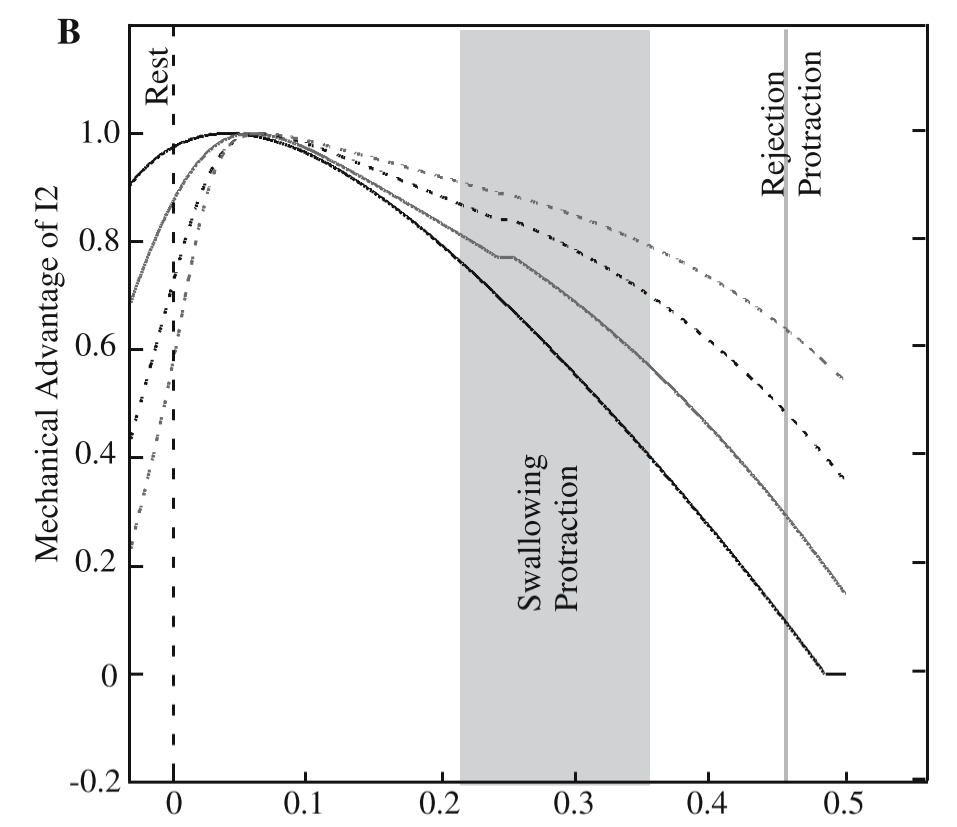 B
Rest
Rejection
Protraction
Swallowing
Protraction
Mechanical Advantage of I2
1.0
0.8
0.6
0.4
0.2
0
-0.2
0
0.1
0.2
0.3
0.4
0.5